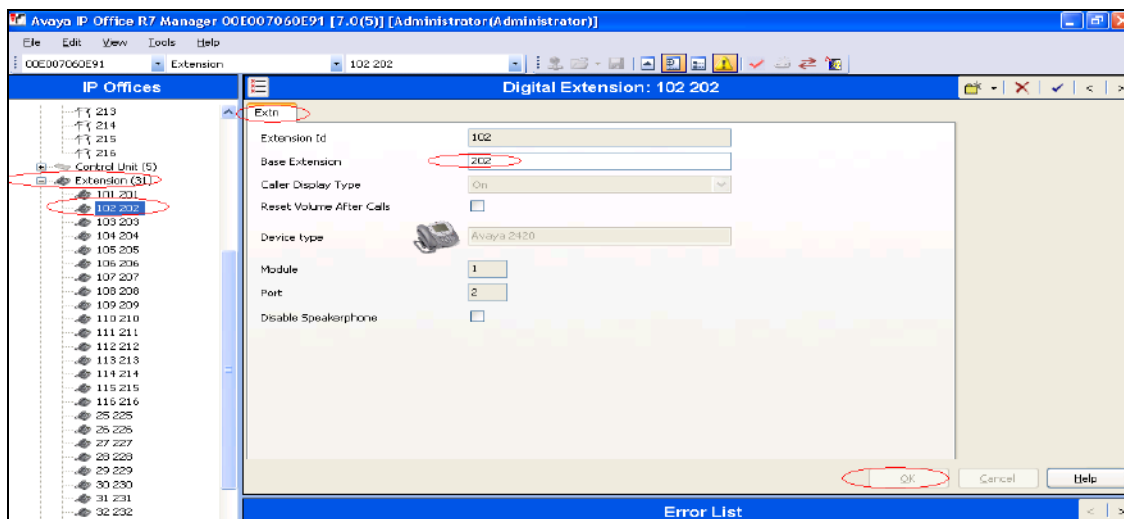 Avaya IP Office R7 Manager 00E007060E91 [7.0(5)] [Administrator(Administrator)]
File Edit View Tools Help
00E007060E91 Extension 102 202
IP Offices
Digital Extension: 102 202
213
214
215
216
Control Unit (5)
Extension (31)
101 201
102 202
103 203
104 204
105 205
106 206
107 207
108 208
109 209
110 210
111 211
112 212
113 213
114 214
115 215
116 216
25 225
26 226
27 227
28 228
29 229
30 230
31 231
32 232
Extn
Extension Id 102
Base Extension 202
Caller Display Type On
Reset Volume After Calls
Device type Avaya 2420
Module 1
Port 2
Disable Speakerphone
OK Cancel Help
Error List